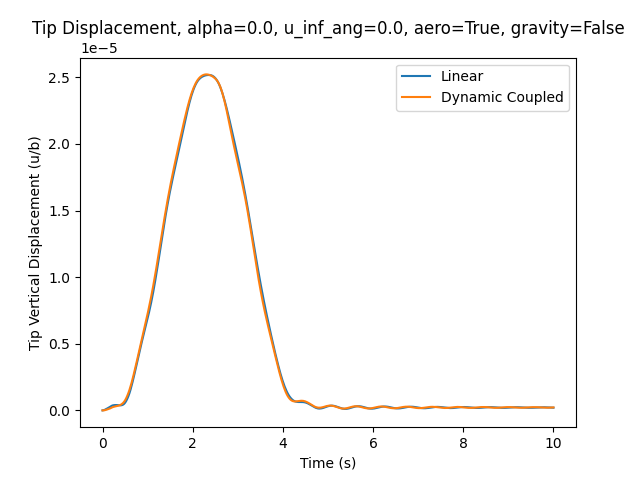 Tip Displacement, alpha=0.0, u_inf_ang=0.0, aero=True, gravity=False
1e−5
Linear
Dynamic Coupled
2.5
2.0
1.5
1.0
0.5
0.0
Tip Vertical Displacement (u/b)
0 2 4 6 8 10
Time (s)